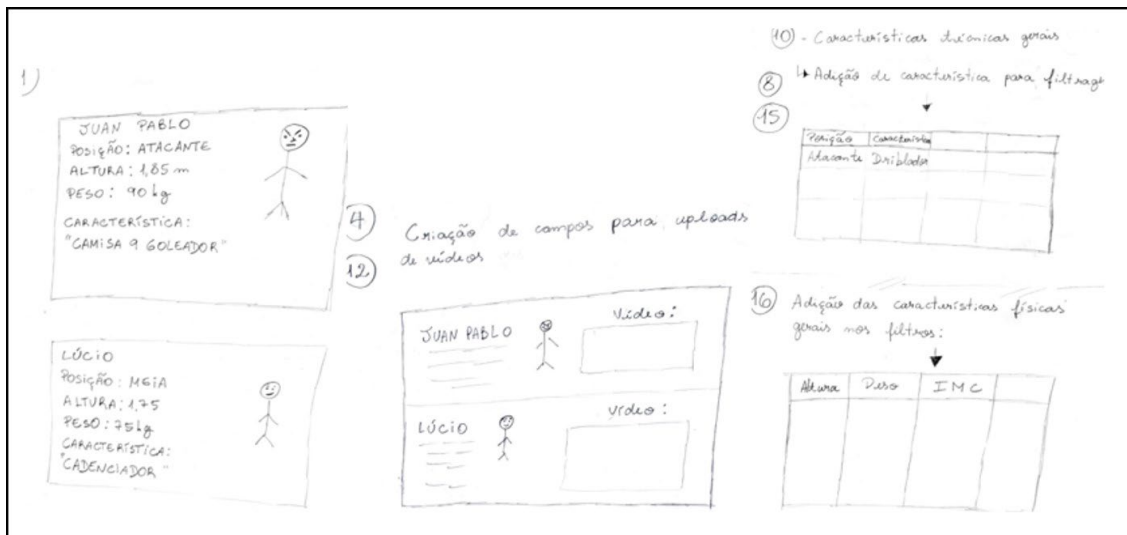 1)
JUAN PABLO
POSIÇÃO: ATACANTE
ALTURA: 1,85 m
PESO: 90 kg
CARACTERÍSTICA:
"CAMISA 9 GOLEADOR"
LÚCIO
POSIÇÃO: MEIA
ALTURA: 1,75
PESO: 75 kg
CARACTERÍSTICA:
"CADENCIADOR"
4
12
Criação de campos para uploads
de vídeos
JUAN PABLO
Vídeo:
LÚCIO
vídeo:
10 - Características técnicas gerais
8
↳ Adição de característica para filtrage
15
Posição Característica
Atacante Driblador
16 Adição das características físicas
gerais nos filtros:
Altura Peso IMC